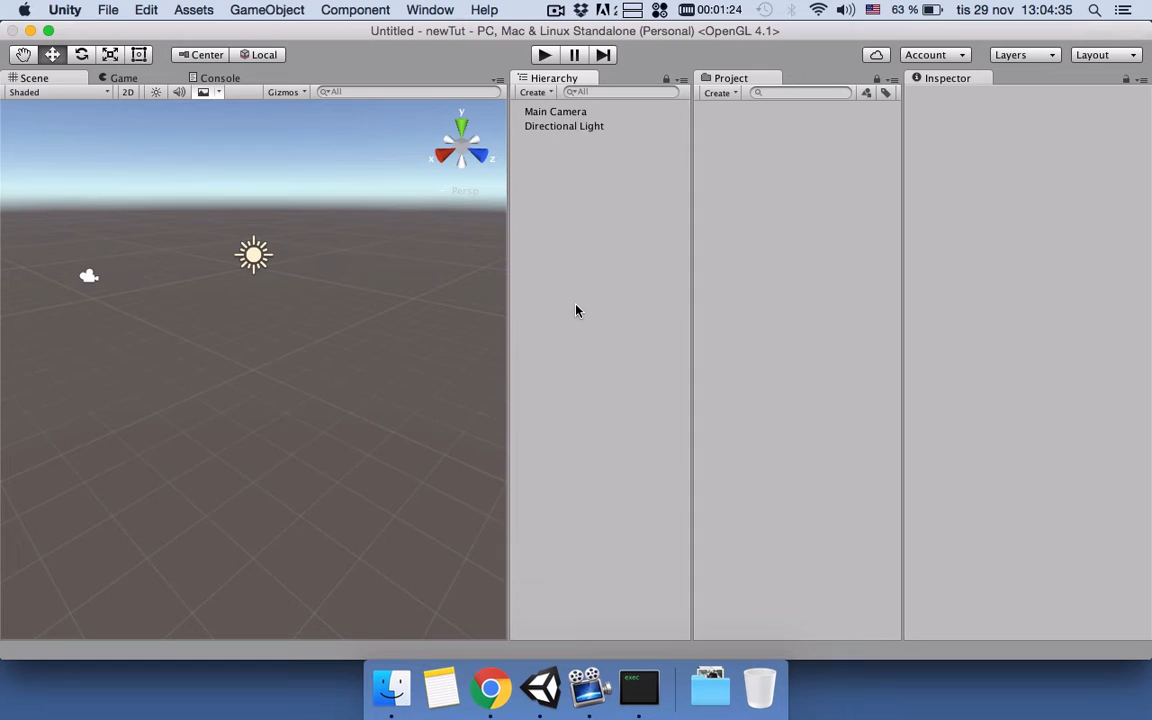 Unity File Edit Assets GameObject Component Window Help 00:01:24 63 % tis 29 nov 13:04:35
Untitled - newTut - PC, Mac & Linux Standalone (Personal) <OpenGL 4.1>
Center Local Account Layers Layout
Scene Game Console Hierarchy Project Inspector
Shaded 2D Gizmos All Create All Create
Main Camera
Directional Light
y
x z
Persp
exec